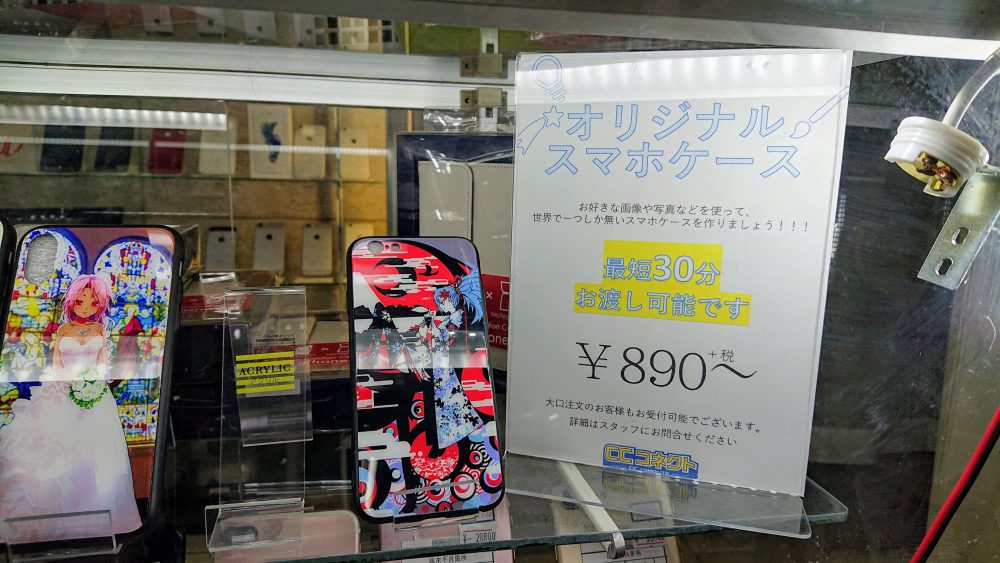 オリジナル
スマホケース
お好きな画像や写真などを使って、
世界で一つしか無いスマホケースを作りましょう！！！
最短30分
お渡し可能です
￥890+税～
大口注文のお客様もお受付可能でございます。
詳細はスタッフにお問合せください
CCコネクト
ACRYLIC
アクリル